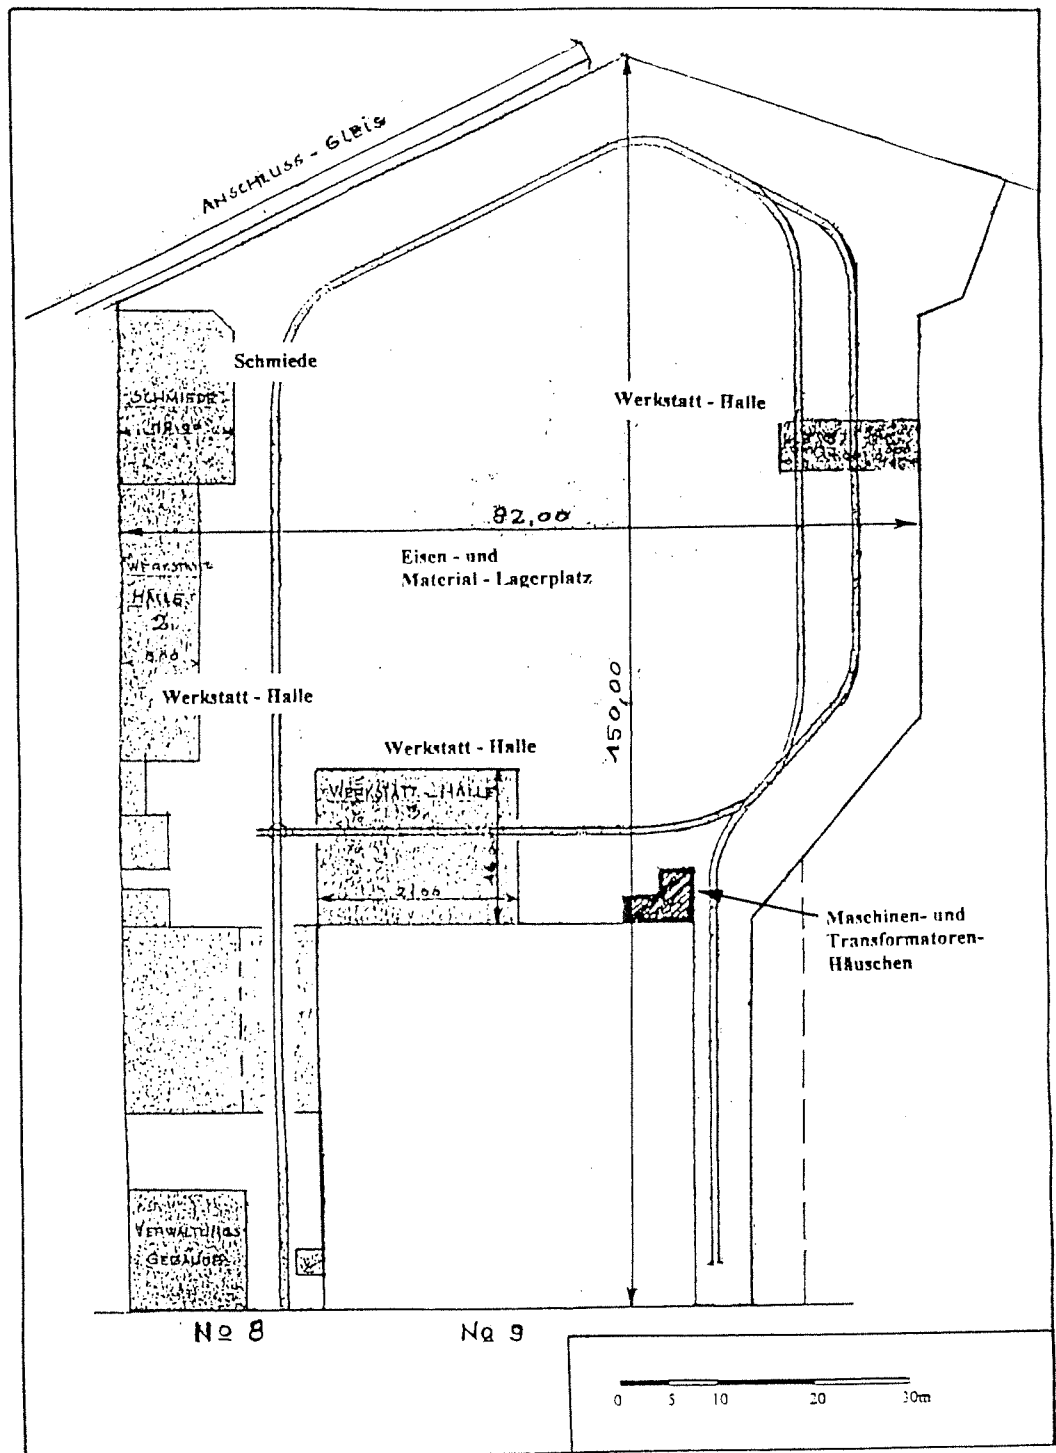 ANSCHLUSS - GLEIS
Schmiede
SCHMIEDE
Werkstatt - Halle
82,00
Eisen - und
Material - Lagerplatz
WERKSTATT
HALLE
2.
8,00
150,00
Werkstatt - Halle
Werkstatt - Halle
WERKSTATT - HALLE
21,00
Maschinen- und
Transformatoren-
Häuschen
VERWALTUNGS
GEBÄUDE
No 8
No 9
0 5 10 20 30m